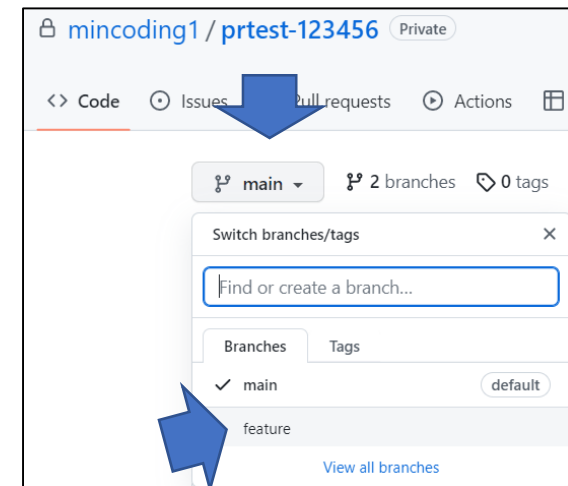 mincoding1 / prtest-123456 Private
<> Code Issues Pull requests Actions
main 2 branches 0 tags
Switch branches/tags
Find or create a branch...
Branches Tags
main default
feature
View all branches